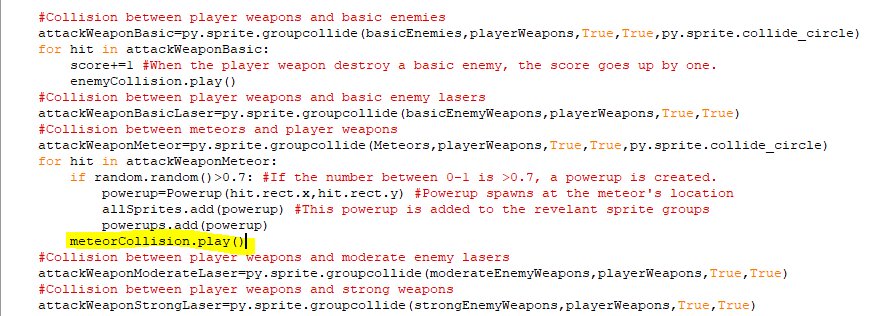 #Collision between player weapons and basic enemies
attackWeaponBasic=py.sprite.groupcollide(basicEnemies,playerWeapons,True,True,py.sprite.collide_circle)
for hit in attackWeaponBasic:
    score+=1 #When the player weapon destroy a basic enemy, the score goes up by one.
    enemyCollision.play()
#Collision between player weapons and basic enemy lasers
attackWeaponBasicLaser=py.sprite.groupcollide(basicEnemyWeapons,playerWeapons,True,True)
#Collision between meteors and player weapons
attackWeaponMeteor=py.sprite.groupcollide(Meteors,playerWeapons,True,True,py.sprite.collide_circle)
for hit in attackWeaponMeteor:
    if random.random()>0.7: #If the number between 0-1 is >0.7, a powerup is created.
        powerup=Powerup(hit.rect.x,hit.rect.y) #Powerup spawns at the meteor's location
        allSprites.add(powerup) #This powerup is added to the revelant sprite groups
        powerups.add(powerup)
    meteorCollision.play()
#Collision between player weapons and moderate enemy lasers
attackWeaponModerateLaser=py.sprite.groupcollide(moderateEnemyWeapons,playerWeapons,True,True)
#Collision between player weapons and strong weapons
attackWeaponStrongLaser=py.sprite.groupcollide(strongEnemyWeapons,playerWeapons,True,True)